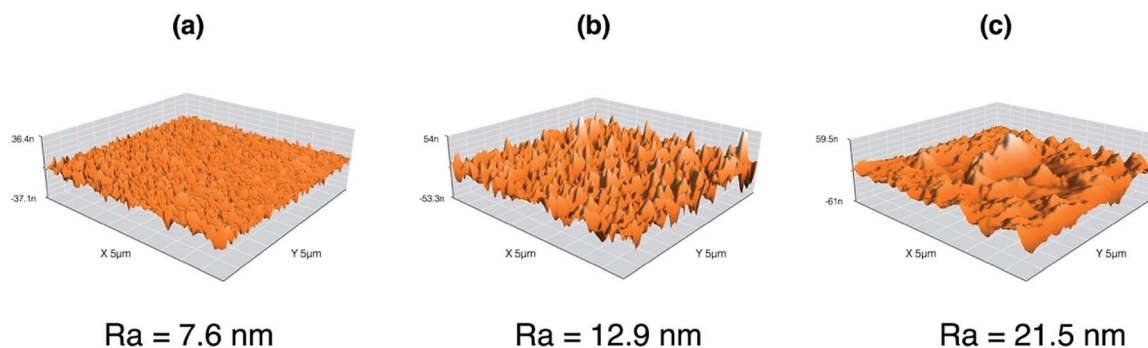 (a)
(b)
(c)
36.4n
-37.1n
X 5µm
Y 5µm
54n
-53.3n
X 5µm
Y 5µm
59.5n
-61n
X 5µm
Y 5µm
Ra = 7.6 nm
Ra = 12.9 nm
Ra = 21.5 nm